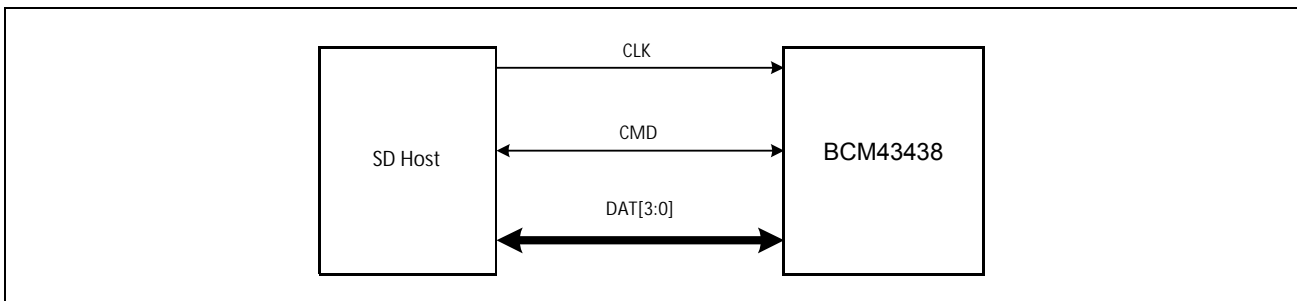 CLK
CMD
SD Host
BCM43438
DAT[3:0]